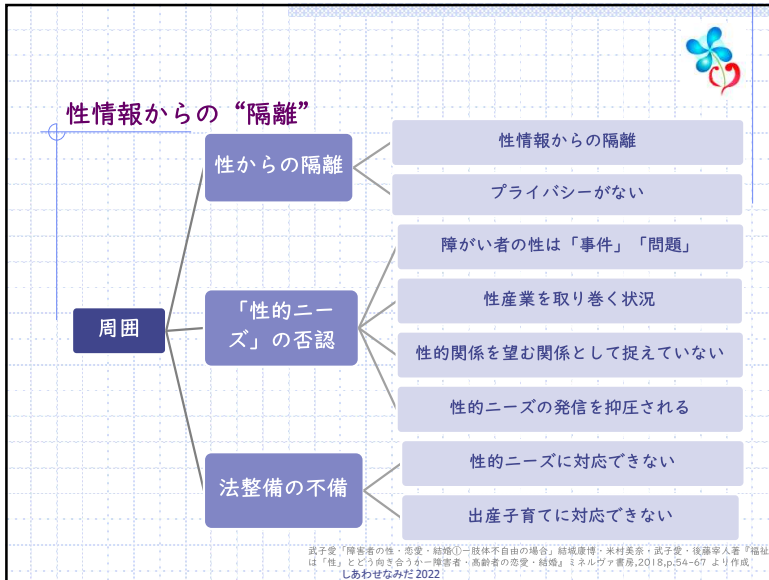 性情報からの“隔離”
周囲
性からの隔離
性情報からの隔離
プライバシーがない
「性的ニー
ズ」の否認
障がい者の性は「事件」「問題」
性産業を取り巻く状況
性的関係を望む関係として捉えていない
性的ニーズの発信を抑圧される
法整備の不備
性的ニーズに対応できない
出産子育てに対応できない
武子愛「障害者の性・恋愛・結婚①ー肢体不自由の場合」結城康博・米村美奈・武子愛・後藤宰人著『福祉
は「性」とどう向き合うかー障害者・高齢者の恋愛・結婚』ミネルヴァ書房,2018,p.54-67 より作成
しあわせなみだ 2022